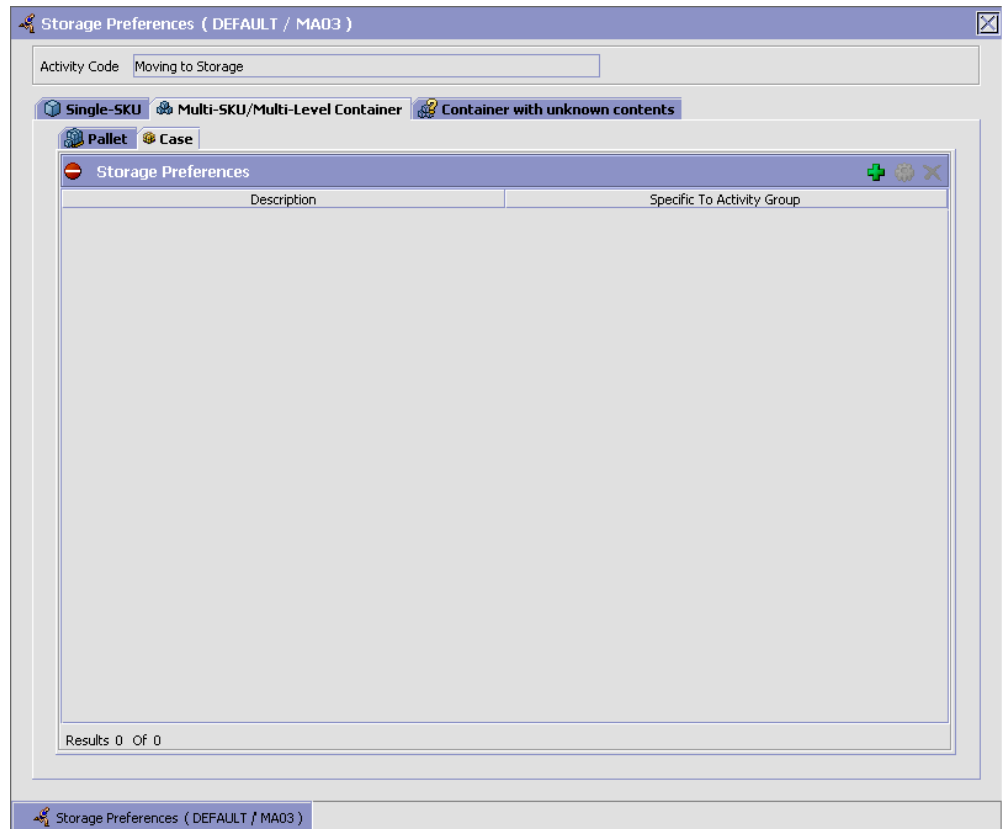 Storage Preferences ( DEFAULT / MA03 )
Activity Code Moving to Storage
Single-SKU Multi-SKU/Multi-Level Container Container with unknown contents
Pallet Case
Storage Preferences
Description Specific To Activity Group
Results 0 Of 0
Storage Preferences ( DEFAULT / MA03 )